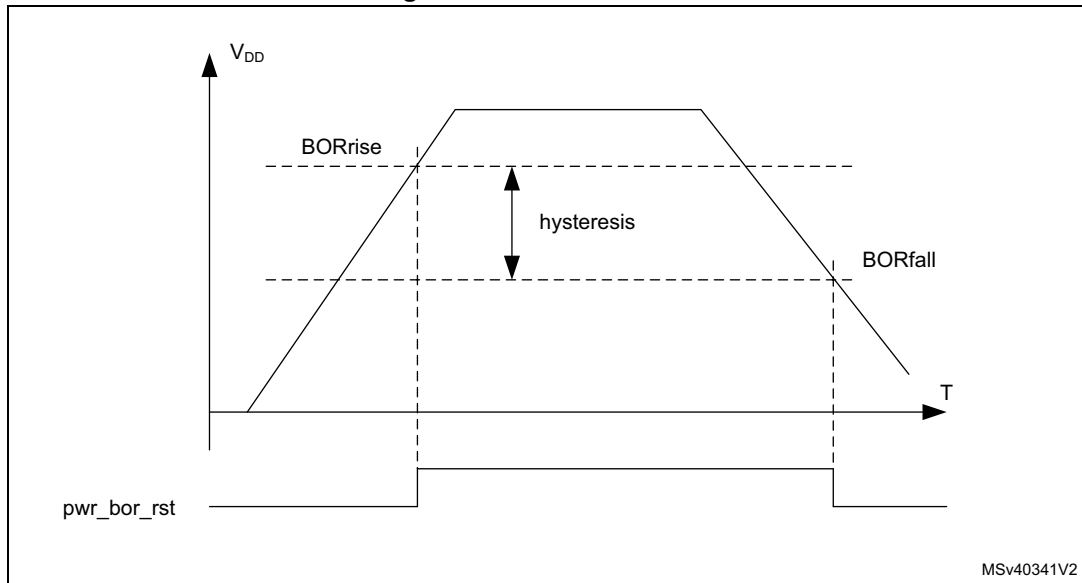 V_DD
BORrise
hysteresis
BORfall
T
pwr_bor_rst
MSv40341V2